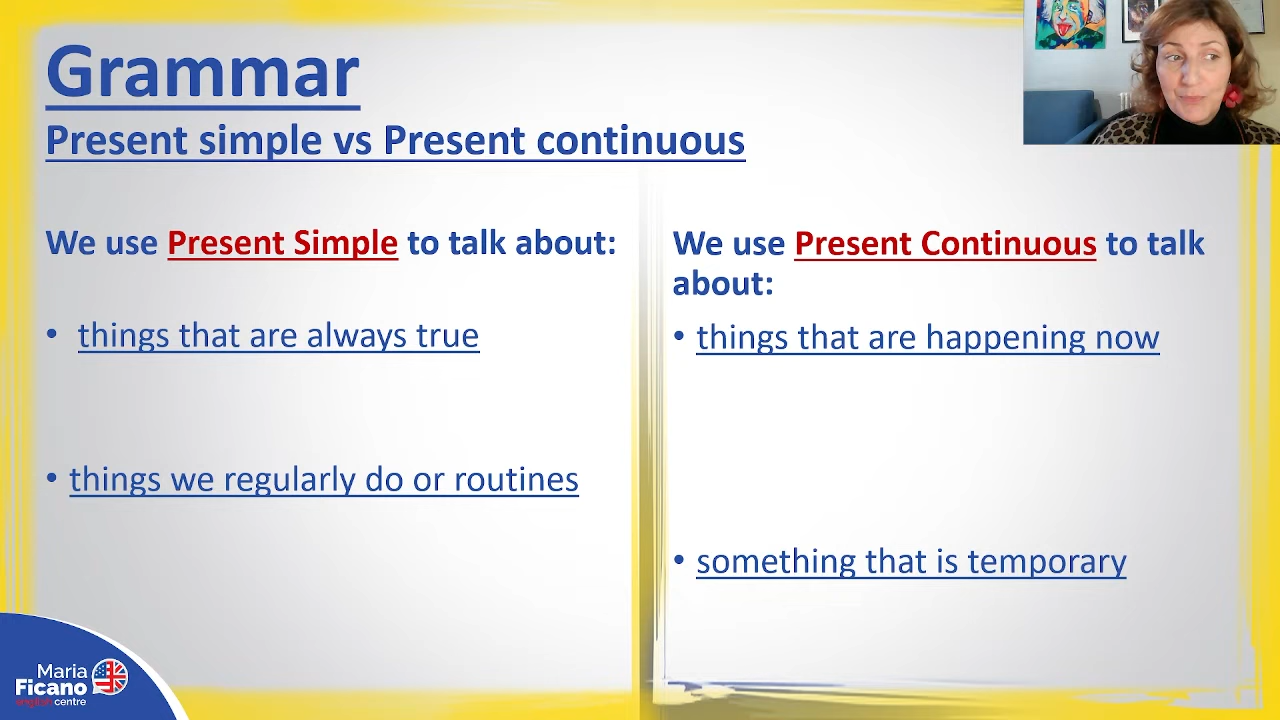 Grammar
Present simple vs Present continuous
We use Present Simple to talk about:
• things that are always true
• things we regularly do or routines
We use Present Continuous to talk
about:
• things that are happening now
• something that is temporary
Maria
Ficano
english centre